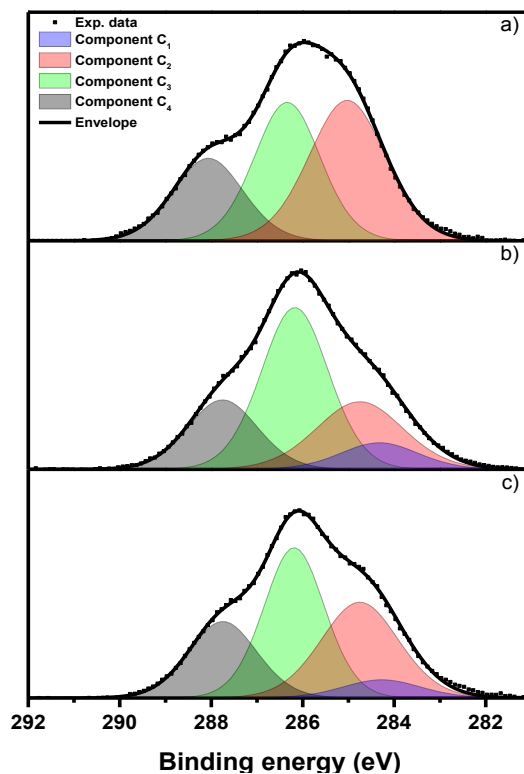 Exp. data
Component C1
Component C2
Component C3
Component C4
Envelope
a)
b)
c)
292 290 288 286 284 282
Binding energy (eV)